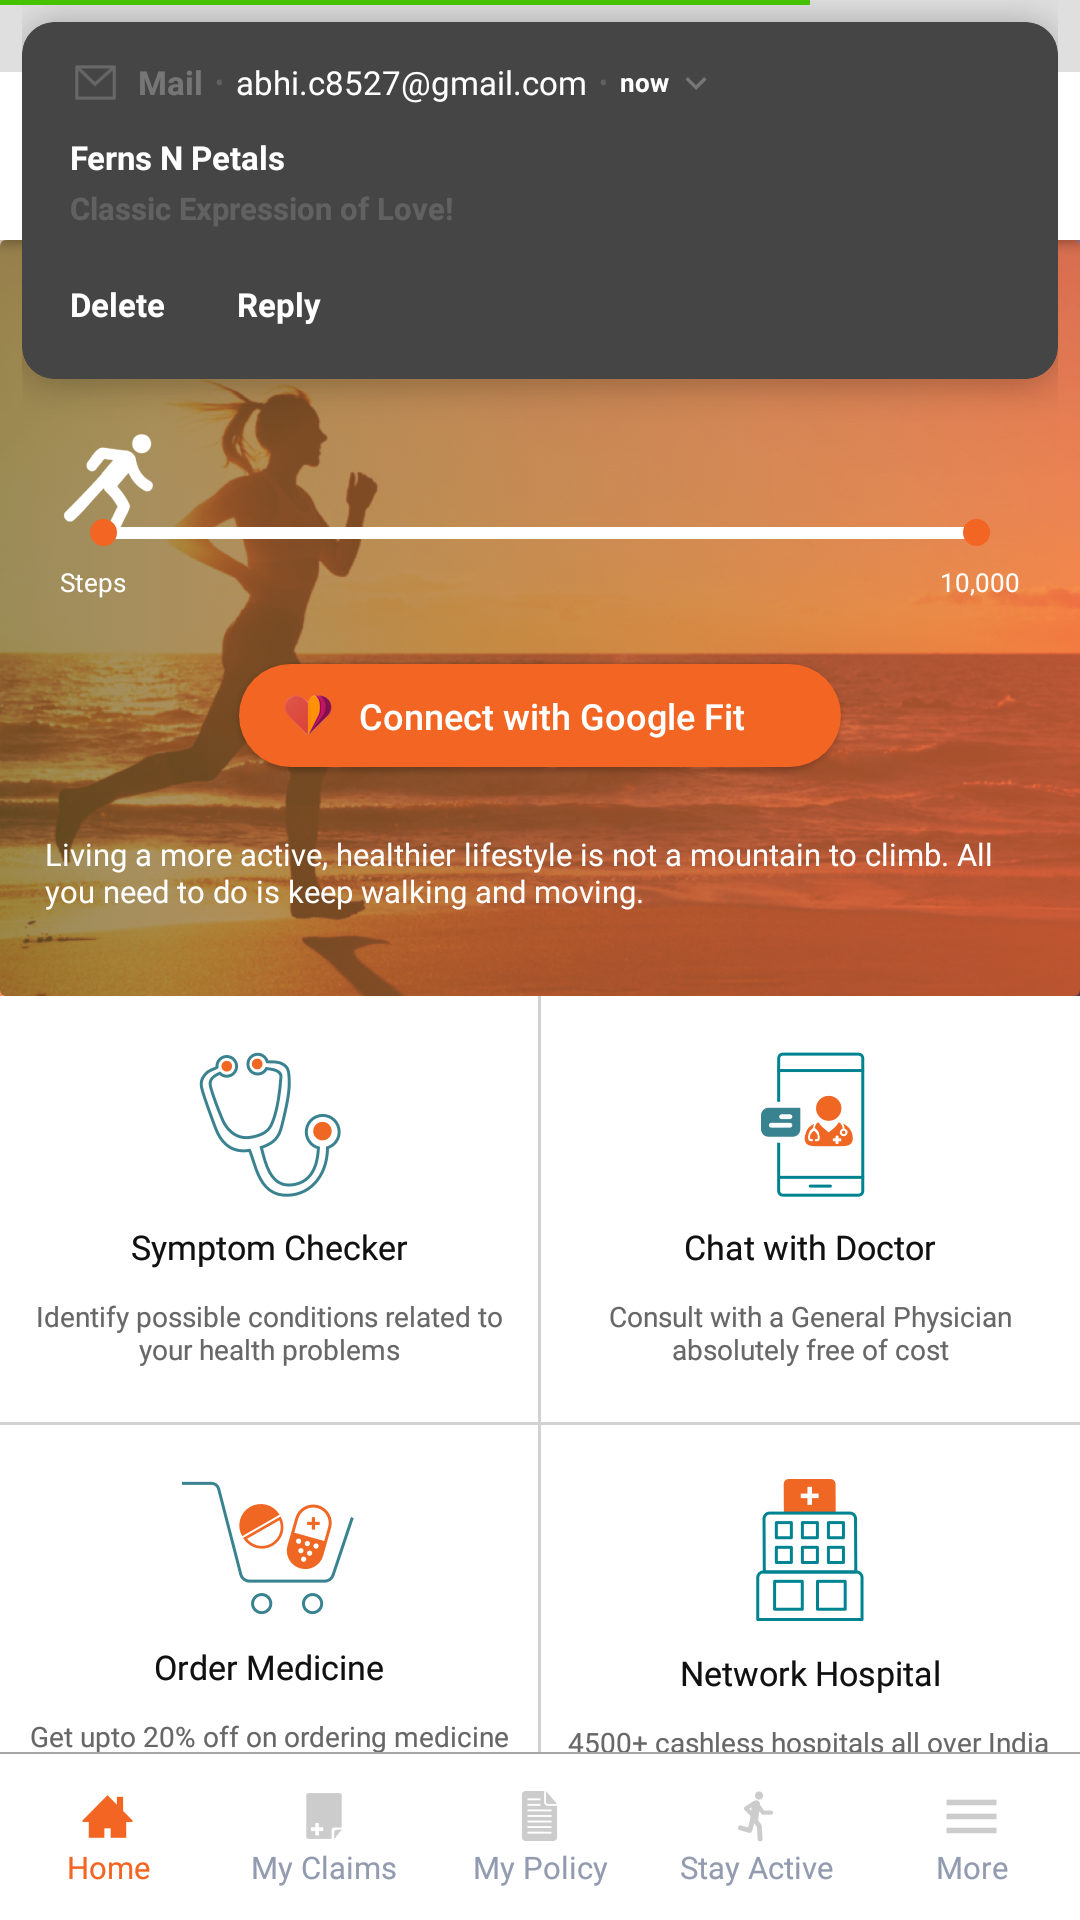 Mail · abhi.c8527@gmail.com · now
Ferns N Petals
Classic Expression of Love!
Delete Reply
Steps 10,000
Connect with Google Fit
Living a more active, healthier lifestyle is not a mountain to climb. All
you need to do is keep walking and moving.
Symptom Checker
Identify possible conditions related to
your health problems
Chat with Doctor
Consult with a General Physician
absolutely free of cost
Order Medicine
Get upto 20% off on ordering medicine
Network Hospital
4500+ cashless hospitals all over India
Home
My Claims
My Policy
Stay Active
More